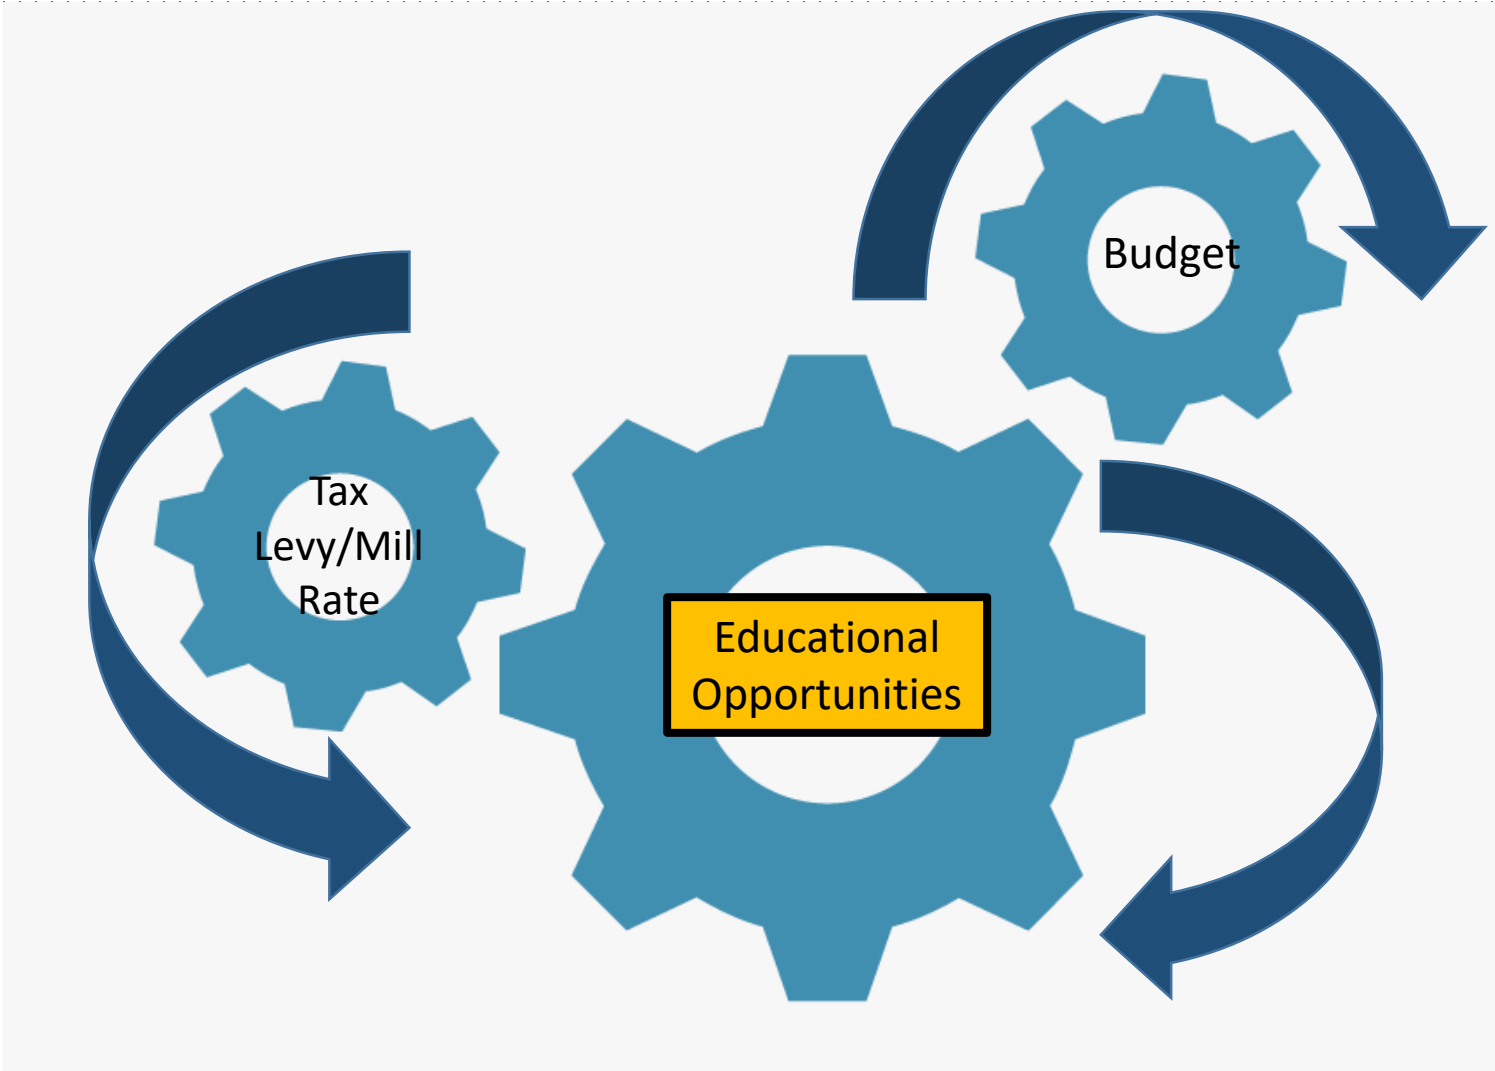 Budget
Tax
Levy/Mill
Rate
Educational
Opportunities